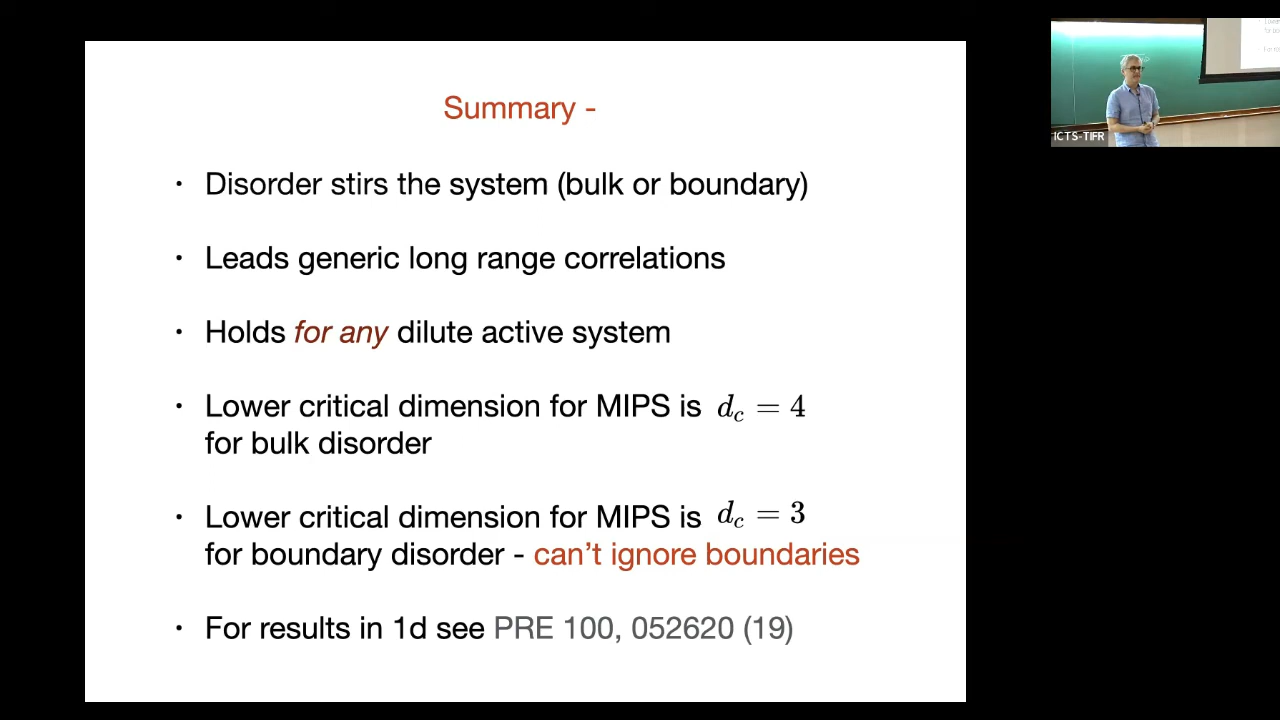 Summary -
• Disorder stirs the system (bulk or boundary)
• Leads generic long range correlations
• Holds for any dilute active system
• Lower critical dimension for MIPS is d_c = 4
for bulk disorder
• Lower critical dimension for MIPS is d_c = 3
for boundary disorder - can't ignore boundaries
• For results in 1d see PRE 100, 052620 (19)
ICTS-TIFR